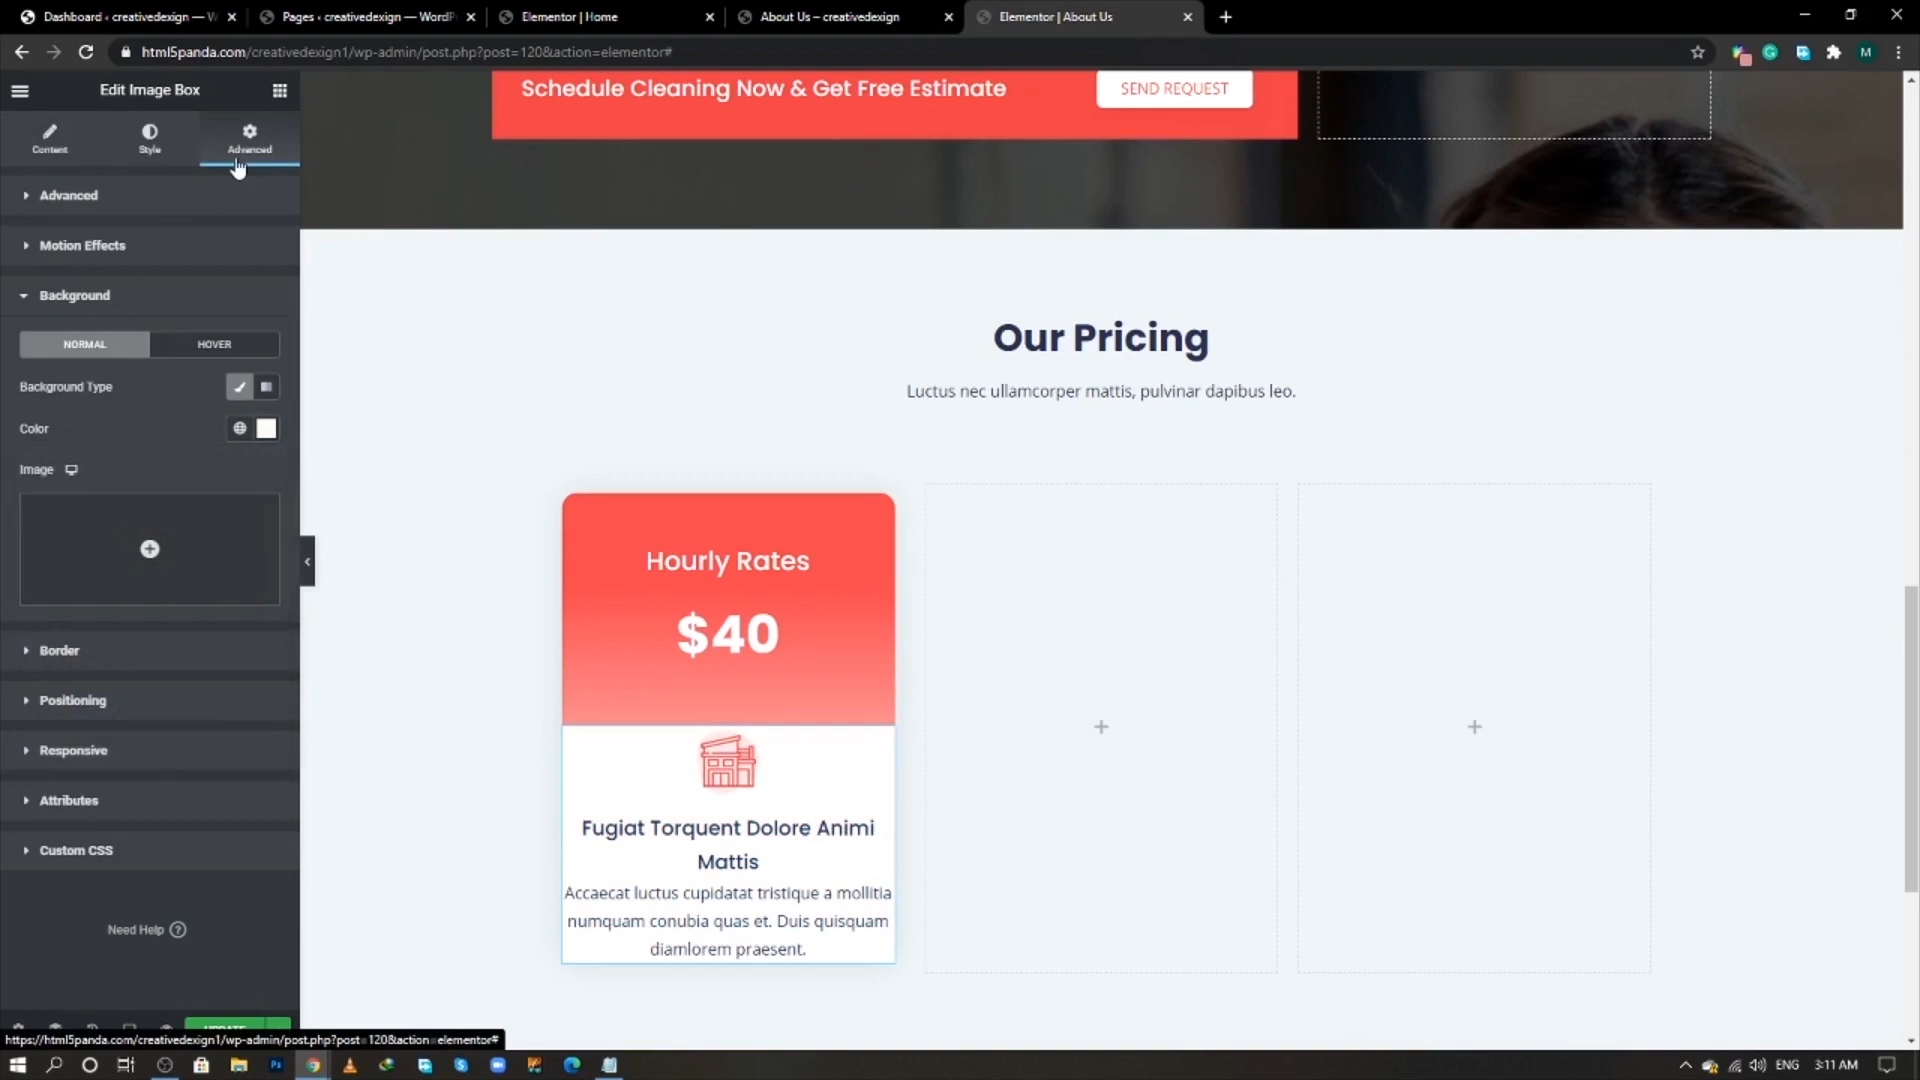 Dashboard ‹ creativedexign — W
Pages ‹ creativedexign — WordP
Elementor | Home
About Us – creativedexign
Elementor | About Us
html5panda.com/creativedexign1/wp-admin/post.php?post=120&action=elementor#
M
Edit Image Box
Content
Style
Advanced
Advanced
Motion Effects
Background
NORMAL
HOVER
Background Type
Color
Image
Border
Positioning
Responsive
Attributes
Custom CSS
Need Help
UPDATE
Schedule Cleaning Now & Get Free Estimate
SEND REQUEST
Our Pricing
Luctus nec ullamcorper mattis, pulvinar dapibus leo.
Hourly Rates
$40
Fugiat Torquent Dolore Animi
Mattis
Accaecat luctus cupidatat tristique a mollitia
numquam conubia quas et. Duis quisquam
diamlorem praesent.
https://html5panda.com/creativedexign1/wp-admin/post.php?post=120&action=elementor#
ENG
3:11 AM